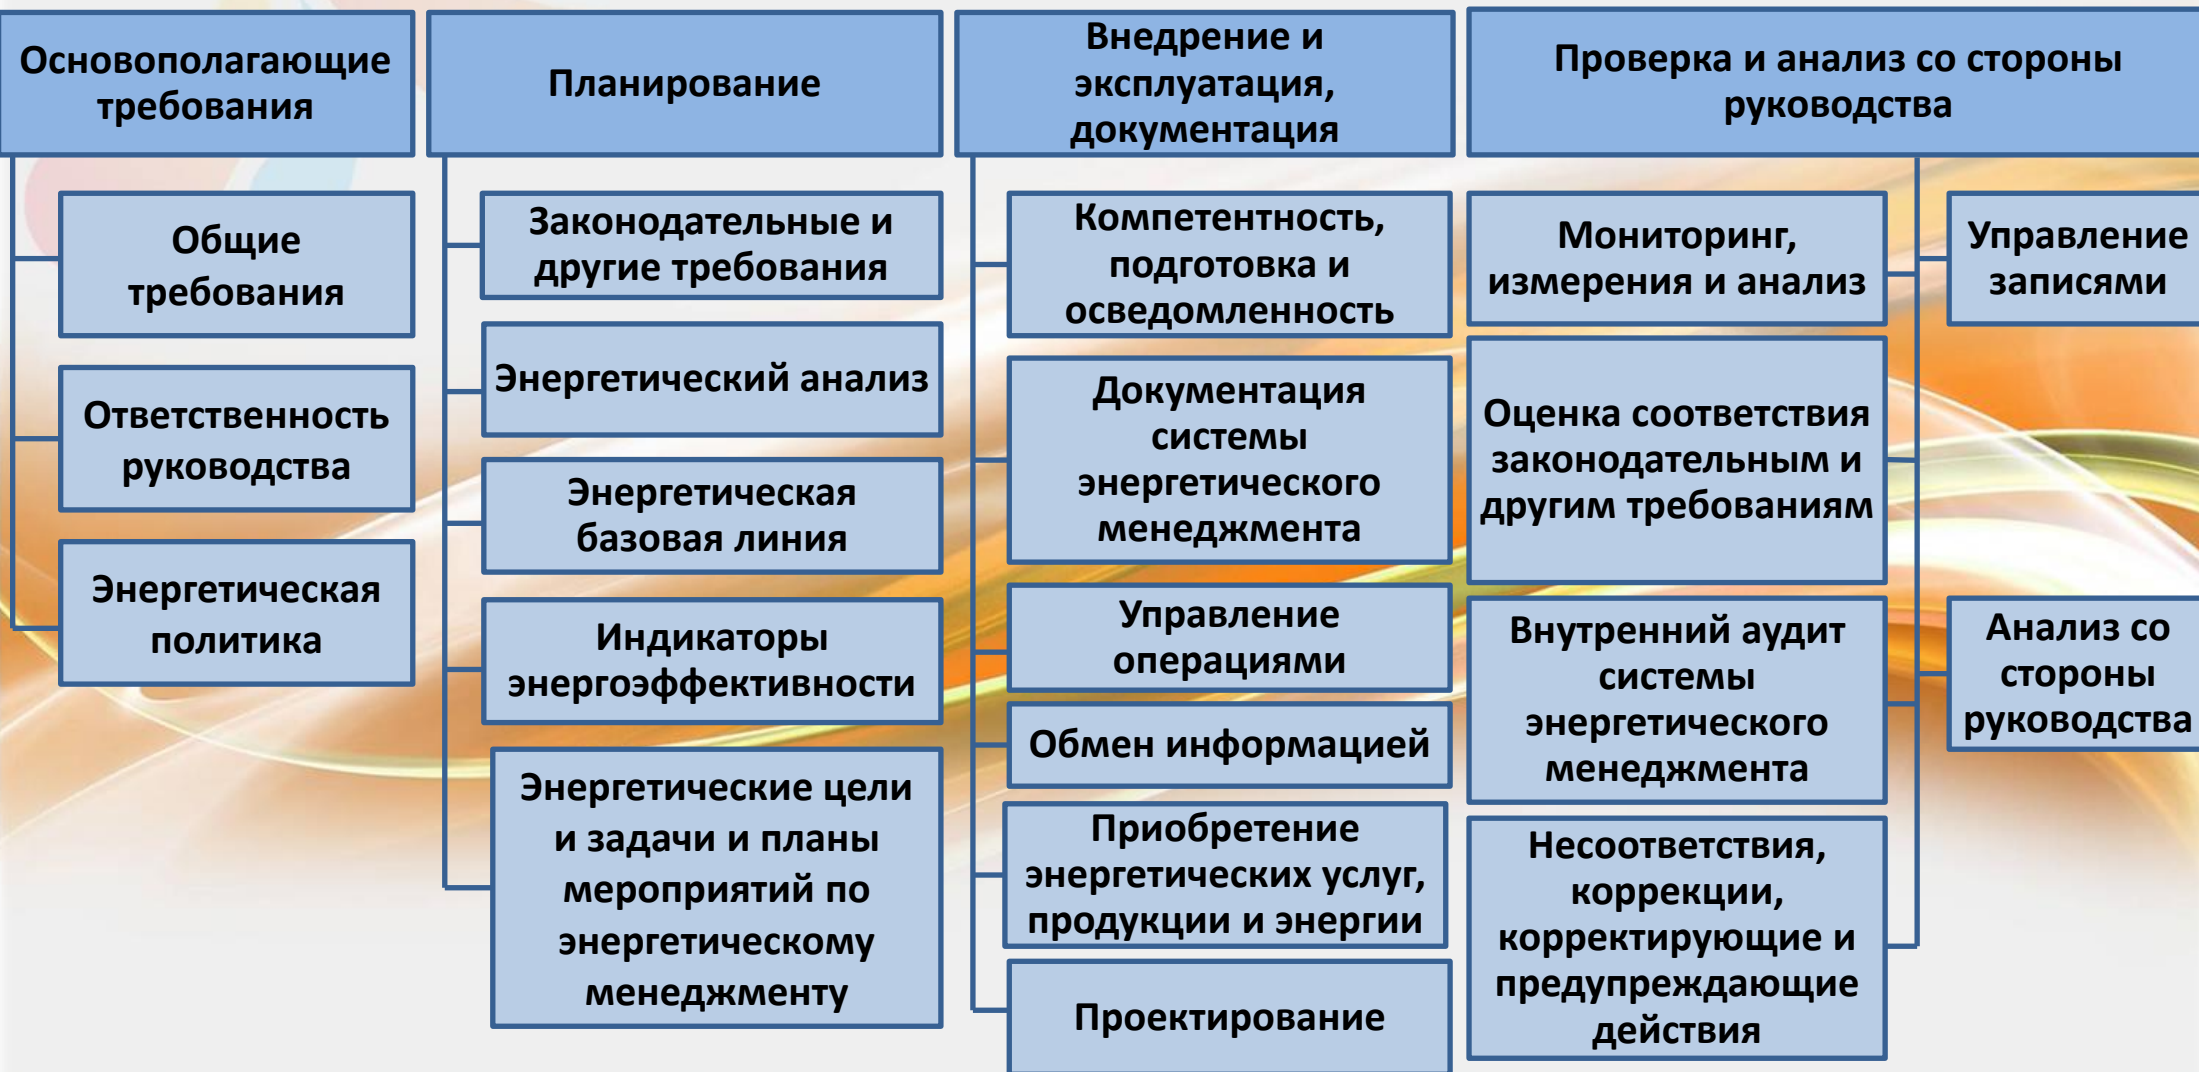 Основополагающие
требования
Общие
требования
Ответственность
руководства
Энергетическая
политика
Планирование
Законодательные и
другие требования
Энергетический анализ
Энергетическая
базовая линия
Индикаторы
энергоэффективности
Энергетические цели
и задачи и планы
мероприятий по
энергетическому
менеджменту
Внедрение и
эксплуатация,
документация
Компетентность,
подготовка и
осведомленность
Документация
системы
энергетического
менеджмента
Управление
операциями
Обмен информацией
Приобретение
энергетических услуг,
продукции и энергии
Проектирование
Проверка и анализ со стороны
руководства
Мониторинг,
измерения и анализ
Оценка соответствия
законодательным и
другим требованиям
Внутренний аудит
системы
энергетического
менеджмента
Несоответствия,
коррекции,
корректирующие и
предупреждающие
действия
Управление
записями
Анализ со
стороны
руководства